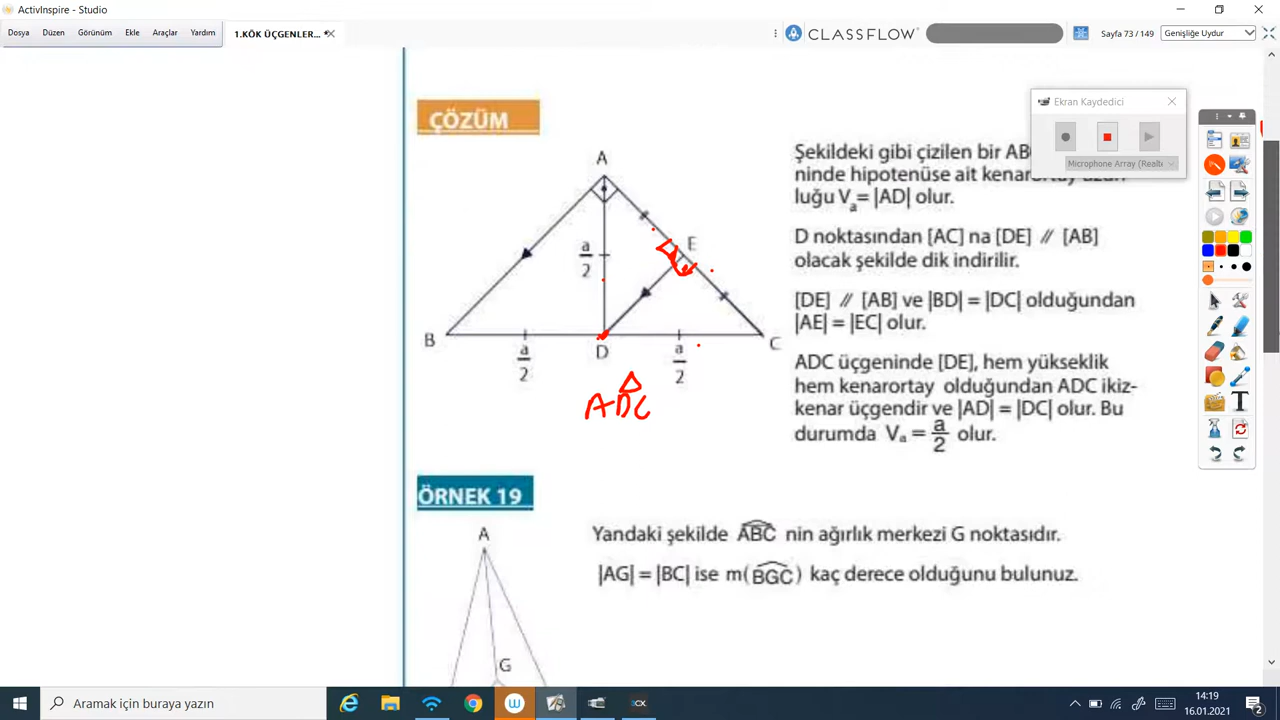 ActivInspire - Studio
Dosya Düzen Görünüm Ekle Araçlar Yardım
1.KÖK ÜÇGENLER...
CLASSFLOW
Sayfa 73 / 149
Genişliğe Uydur
Ekran Kaydedici
Microphone Array (Realte
ÇÖZÜM
A
a
2
E
B
D
C
a
2
a
2
ADC
Şekildeki gibi çizilen bir
ninde hipotenüse ait
luğu Va= |AD| olur.
D noktasından [AC] na [DE] // [AB]
olacak şekilde dik indirilir.
[DE] // [AB] ve |BD| = |DC| olduğundan
|AE| = |EC| olur.
ADC üçgeninde [DE], hem yükseklik
hem kenarortay olduğundan ADC ikiz-
kenar üçgendir ve |AD| = |DC| olur. Bu
durumda Va = a/2 olur.
ÖRNEK 19
A
G
Yandaki şekilde ABC nin ağırlık merkezi G noktasıdır.
|AG| = |BC| ise m(BGC) kaç derece olduğunu bulunuz.
Aramak için buraya yazın
14:19
16.01.2021
2